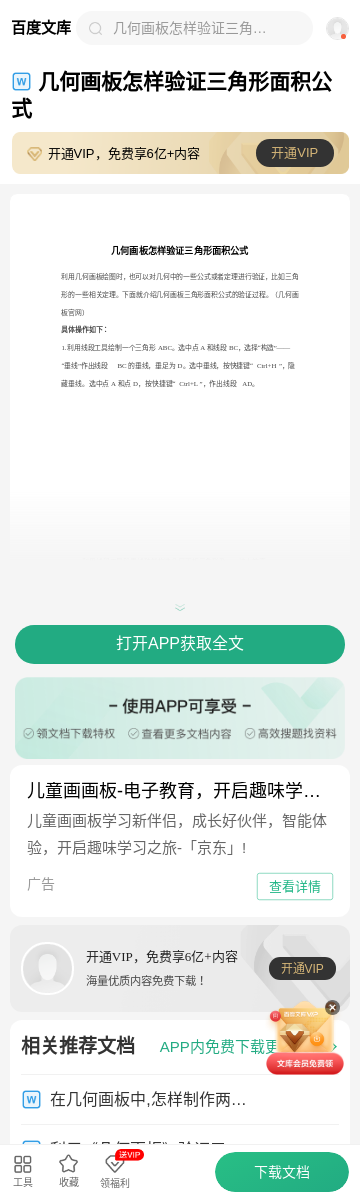 百度文库
几何画板怎样验证三角…
几何画板怎样验证三角形面积公
式
开通VIP，免费享6亿+内容
开通VIP
几何画板怎样验证三角形面积公式
利用几何画板绘图时，也可以对几何中的一些公式或者定理进行验证，比如三角
形的一些相关定理。下面就介绍几何画板三角形面积公式的验证过程。（几何画
板官网）
具体操作如下：
1.利用线段工具绘制一个三角形 ABC。选中点 A 和线段 BC，选择“构造”——
“垂线”作出线段 BC 的垂线，垂足为 D。选中垂线，按快捷键“ Ctrl+H ”，隐
藏垂线。选中点 A 和点 D，按快捷键“ Ctrl+L ”，作出线段 AD。
打开APP获取全文
– 使用APP可享受 –
领文档下载特权 查看更多文档内容 高效搜题找资料
儿童画画板-电子教育，开启趣味学…
儿童画画板学习新伴侣，成长好伙伴，智能体
验，开启趣味学习之旅-「京东」!
广告
查看详情
开通VIP，免费享6亿+内容
海量优质内容免费下载！
开通VIP
相关推荐文档
APP内免费下载更
文库会员免费领
在几何画板中,怎样制作两…
工具
收藏
送VIP
领福利
下载文档